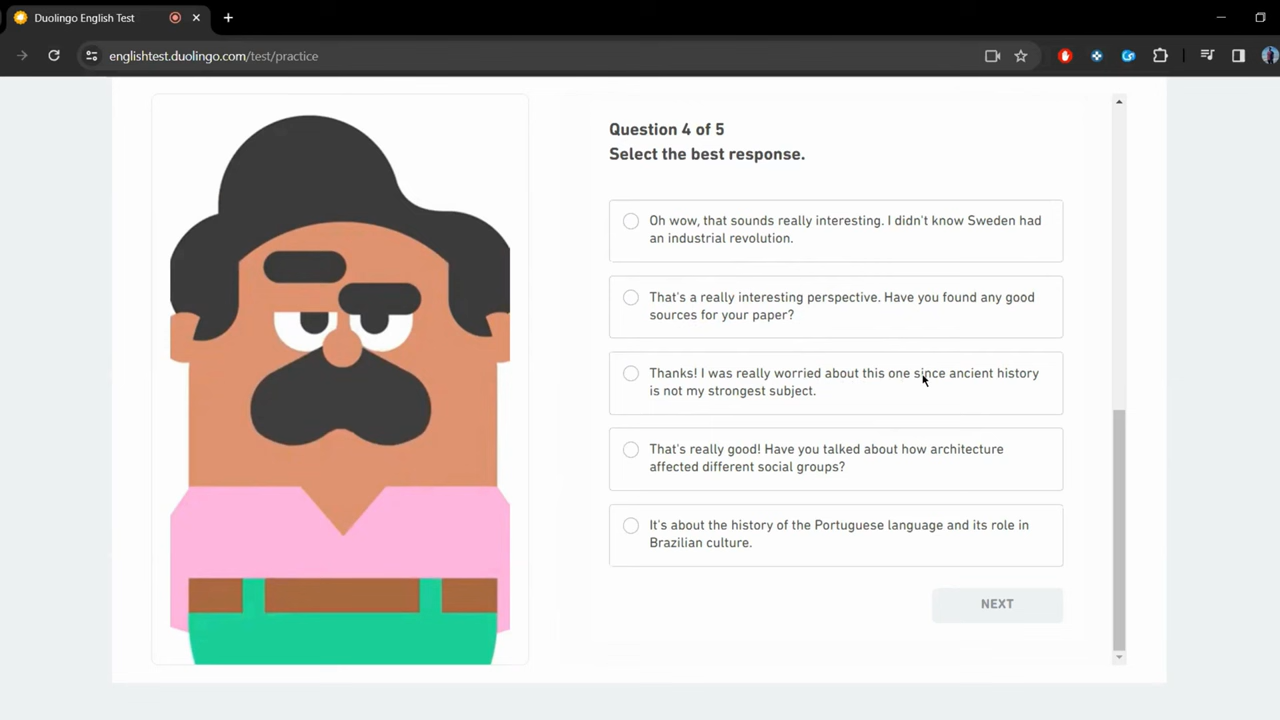 Duolingo English Test
englishtest.duolingo.com/test/practice
Question 4 of 5
Select the best response.
Oh wow, that sounds really interesting. I didn't know Sweden had
an industrial revolution.
That's a really interesting perspective. Have you found any good
sources for your paper?
Thanks! I was really worried about this one since ancient history
is not my strongest subject.
That's really good! Have you talked about how architecture
affected different social groups?
It's about the history of the Portuguese language and its role in
Brazilian culture.
NEXT